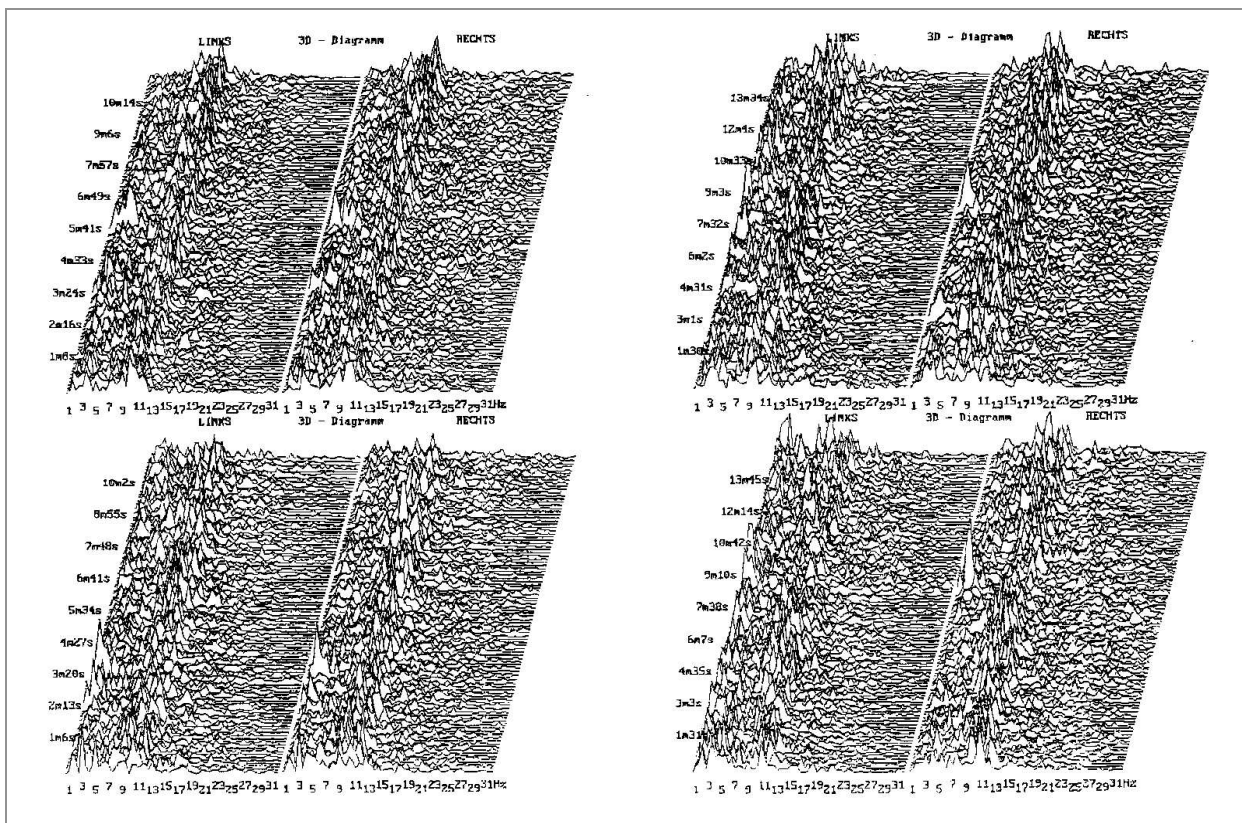 LINKS 3D - Diagramm RECHTS
10m14s
9m6s
7m57s
6m49s
5m41s
4m33s
3m24s
2m16s
1m8s
1 3 5 7 9 11 13 15 17 19 21 23 25 27 29 31 1 3 5 7 9 11 13 15 17 19 21 23 25 27 29 31Hz
LINKS 3D - Diagramm RECHTS
13m34s
12m4s
10m33s
9m3s
7m32s
6m2s
4m31s
3m1s
1m30s
1 3 5 7 9 11 13 15 17 19 21 23 25 27 29 31 1 3 5 7 9 11 13 15 17 19 21 23 25 27 29 31Hz
LINKS 3D - Diagramm RECHTS
10m2s
8m55s
7m48s
6m41s
5m34s
4m27s
3m20s
2m13s
1m6s
1 3 5 7 9 11 13 15 17 19 21 23 25 27 29 31 1 3 5 7 9 11 13 15 17 19 21 23 25 27 29 31Hz
LINKS 3D - Diagramm RECHTS
13m45s
12m14s
10m42s
9m10s
7m38s
6m7s
4m35s
3m3s
1m31s
1 3 5 7 9 11 13 15 17 19 21 23 25 27 29 31 1 3 5 7 9 11 13 15 17 19 21 23 25 27 29 31Hz